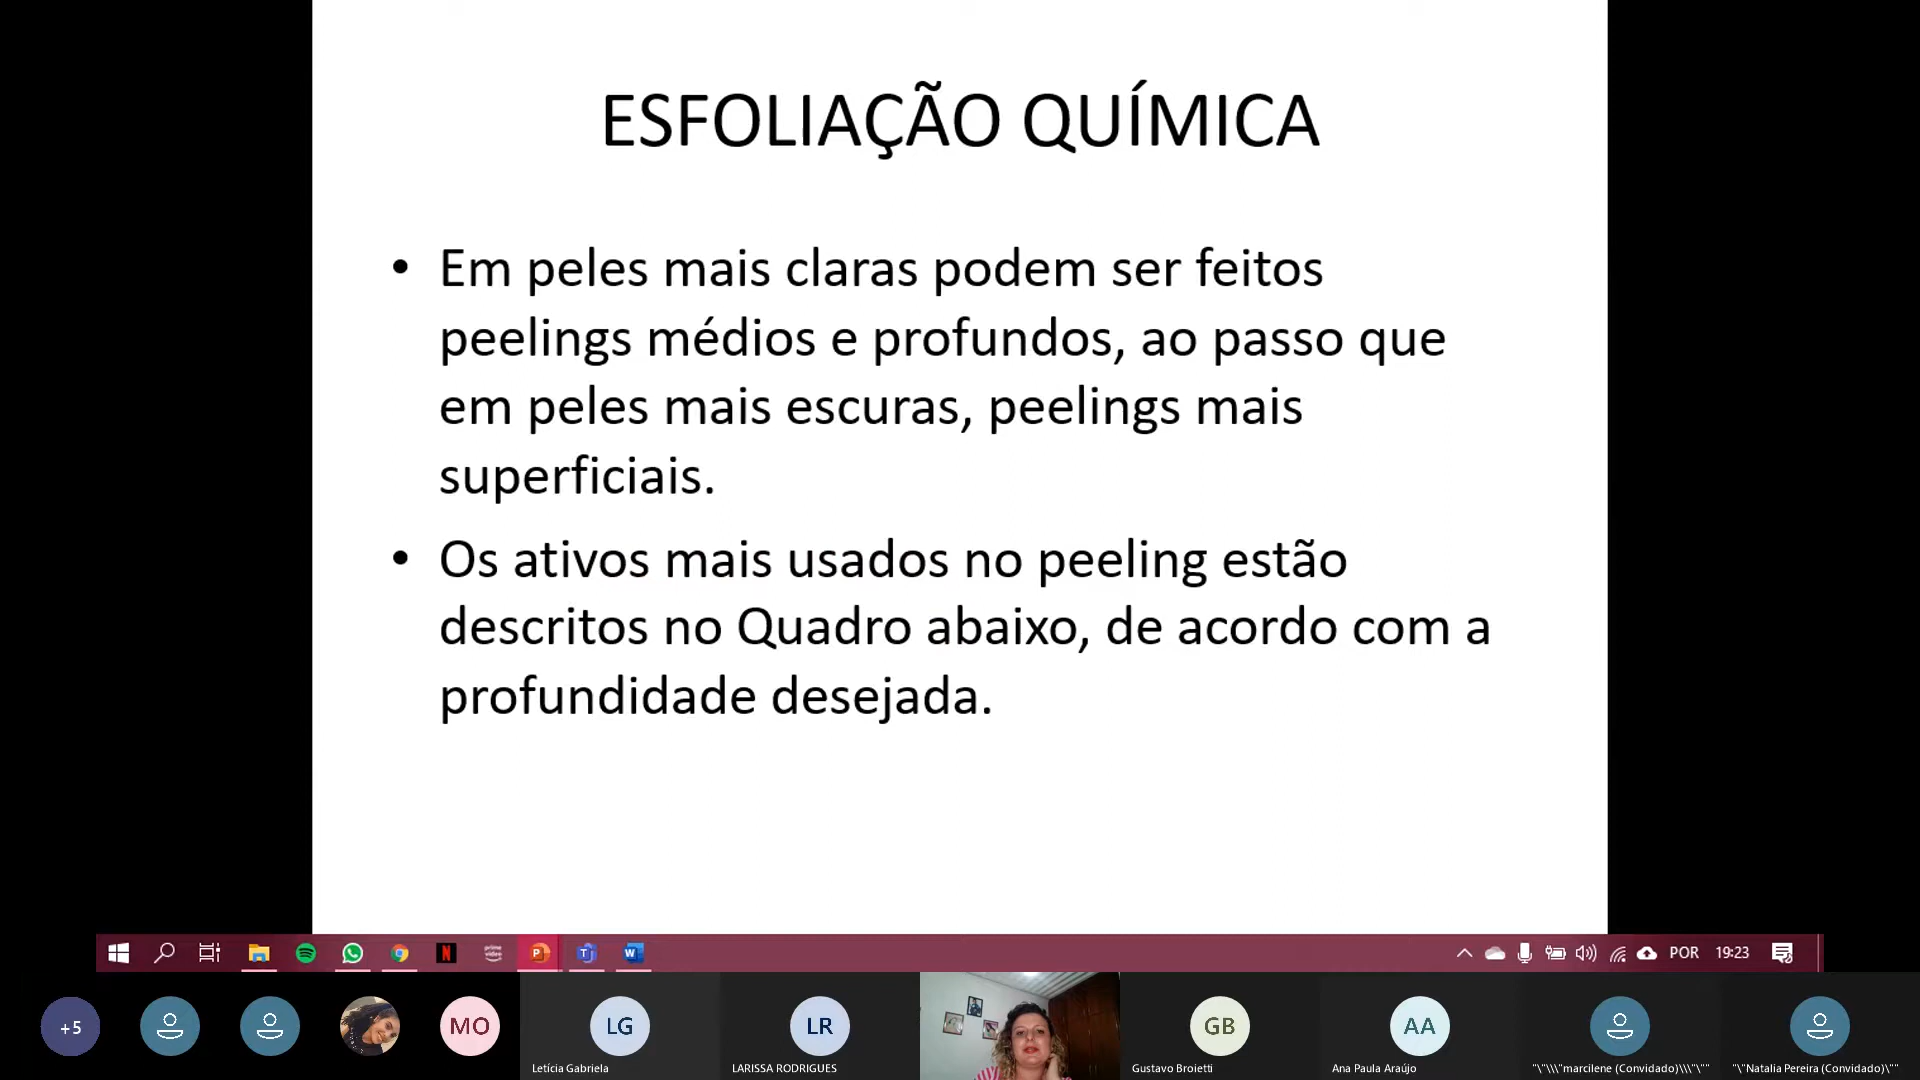 ESFOLIAÇÃO QUÍMICA
• Em peles mais claras podem ser feitos
peelings médios e profundos, ao passo que
em peles mais escuras, peelings mais
superficiais.
• Os ativos mais usados no peeling estão
descritos no Quadro abaixo, de acordo com a
profundidade desejada.
N prime video P T W POR 19:23
+5 MO LG LR GB AA
Letícia Gabriela LARISSA RODRIGUES Gustavo Broietti Ana Paula Araújo "\"\\\"marcilene (Convidado)\\\"\"" "\"Natalia Pereira (Convidado)\""